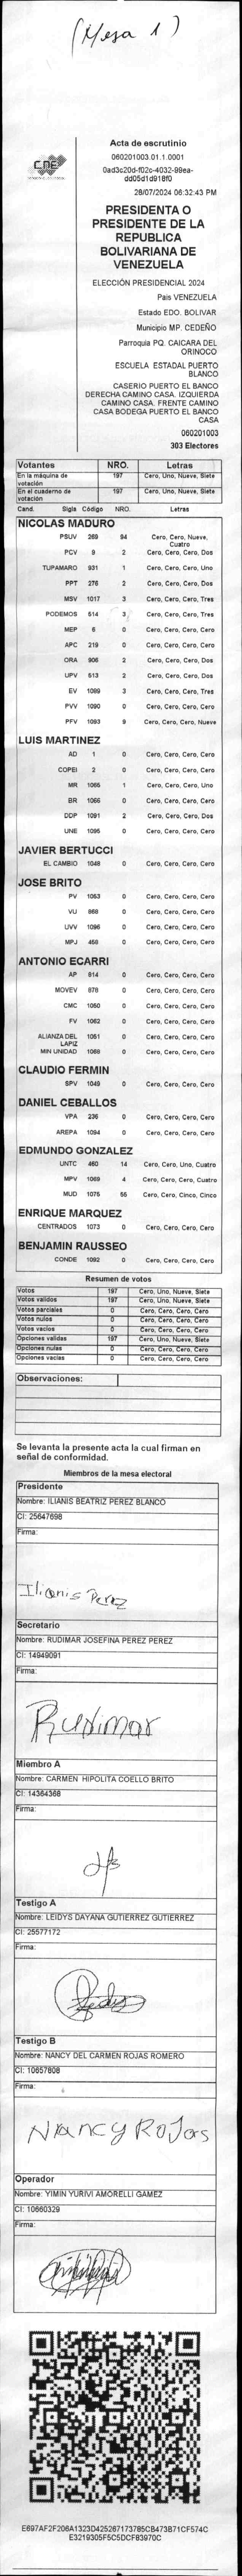 (Mesa 1)
CNE
Acta de escrutinio
060201003.01.1.0001
0ad3c20d-f02c-4032-99ea-
dd05d1d918f0
28/07/2024 06:32:43 PM
PRESIDENTA O
PRESIDENTE DE LA
REPUBLICA
BOLIVARIANA DE
VENEZUELA
ELECCIÓN PRESIDENCIAL 2024
Pais VENEZUELA
Estado EDO. BOLIVAR
Municipio MP. CEDEÑO
Parroquia PQ. CAICARA DEL
ORINOCO
ESCUELA ESTADAL PUERTO
BLANCO
CASERIO PUERTO EL BANCO
DERECHA CAMINO CASA. IZQUIERDA
CAMINO CASA. FRENTE CAMINO
CASA BODEGA PUERTO EL BANCO
CASA
060201003
303 Electores
Votantes NRO. Letras
En la máquina de votación 197 Cero, Uno, Nueve, Siete
En el cuaderno de votación 197 Cero, Uno, Nueve, Siete
Cand. Sigla Código NRO. Letras
NICOLAS MADURO
PSUV 269 94 Cero, Cero, Nueve, Cuatro
PCV 9 2 Cero, Cero, Cero, Dos
TUPAMARO 931 1 Cero, Cero, Cero, Uno
PPT 276 2 Cero, Cero, Cero, Dos
MSV 1017 3 Cero, Cero, Cero, Tres
PODEMOS 514 3 Cero, Cero, Cero, Tres
MEP 6 0 Cero, Cero, Cero, Cero
APC 219 0 Cero, Cero, Cero, Cero
ORA 906 2 Cero, Cero, Cero, Dos
UPV 613 2 Cero, Cero, Cero, Dos
EV 1089 3 Cero, Cero, Cero, Tres
PVV 1090 0 Cero, Cero, Cero, Cero
PFV 1093 9 Cero, Cero, Cero, Nueve
LUIS MARTINEZ
AD 1 0 Cero, Cero, Cero, Cero
COPEI 2 0 Cero, Cero, Cero, Cero
MR 1065 1 Cero, Cero, Cero, Uno
BR 1066 0 Cero, Cero, Cero, Cero
DDP 1091 2 Cero, Cero, Cero, Dos
UNE 1095 0 Cero, Cero, Cero, Cero
JAVIER BERTUCCI
EL CAMBIO 1048 0 Cero, Cero, Cero, Cero
JOSE BRITO
PV 1053 0 Cero, Cero, Cero, Cero
VU 868 0 Cero, Cero, Cero, Cero
UVV 1096 0 Cero, Cero, Cero, Cero
MPJ 458 0 Cero, Cero, Cero, Cero
ANTONIO ECARRI
AP 814 0 Cero, Cero, Cero, Cero
MOVEV 878 0 Cero, Cero, Cero, Cero
CMC 1050 0 Cero, Cero, Cero, Cero
FV 1062 0 Cero, Cero, Cero, Cero
ALIANZA DEL LAPIZ 1051 0 Cero, Cero, Cero, Cero
MIN UNIDAD 1088 0 Cero, Cero, Cero, Cero
CLAUDIO FERMIN
SPV 1049 0 Cero, Cero, Cero, Cero
DANIEL CEBALLOS
VPA 236 0 Cero, Cero, Cero, Cero
AREPA 1094 0 Cero, Cero, Cero, Cero
EDMUNDO GONZALEZ
UNTC 460 14 Cero, Cero, Uno, Cuatro
MPV 1069 4 Cero, Cero, Cero, Cuatro
MUD 1075 55 Cero, Cero, Cinco, Cinco
ENRIQUE MARQUEZ
CENTRADOS 1073 0 Cero, Cero, Cero, Cero
BENJAMIN RAUSSEO
CONDE 1092 0 Cero, Cero, Cero, Cero
Resumen de votos
Votos 197 Cero, Uno, Nueve, Siete
Votos validos 197 Cero, Uno, Nueve, Siete
Votos parciales 0 Cero, Cero, Cero, Cero
Votos nulos 0 Cero, Cero, Cero, Cero
Votos vacios 0 Cero, Cero, Cero, Cero
Opciones validas 197 Cero, Uno, Nueve, Siete
Opciones nulas 0 Cero, Cero, Cero, Cero
Opciones vacias 0 Cero, Cero, Cero, Cero
Observaciones:
Se levanta la presente acta la cual firman en
señal de conformidad.
Miembros de la mesa electoral
Presidente
Nombre: ILIANIS BEATRIZ PEREZ BLANCO
CI: 25647698
Firma:
Ilianis Perez
Secretario
Nombre: RUDIMAR JOSEFINA PEREZ PEREZ
CI: 14949091
Firma:
Rudimar
Miembro A
Nombre: CARMEN HIPOLITA COELLO BRITO
CI: 14364368
Firma:
Testigo A
Nombre: LEIDYS DAYANA GUTIERREZ GUTIERREZ
CI: 25577172
Firma:
Testigo B
Nombre: NANCY DEL CARMEN ROJAS ROMERO
CI: 10657808
Firma:
Nancy Rojas
Operador
Nombre: YIMIN YURIVI AMORELLI GAMEZ
CI: 10660329
Firma:
E697AF2F206A1323D425267173785CB473B71CF574C
E3219305F5C5DCF83970C